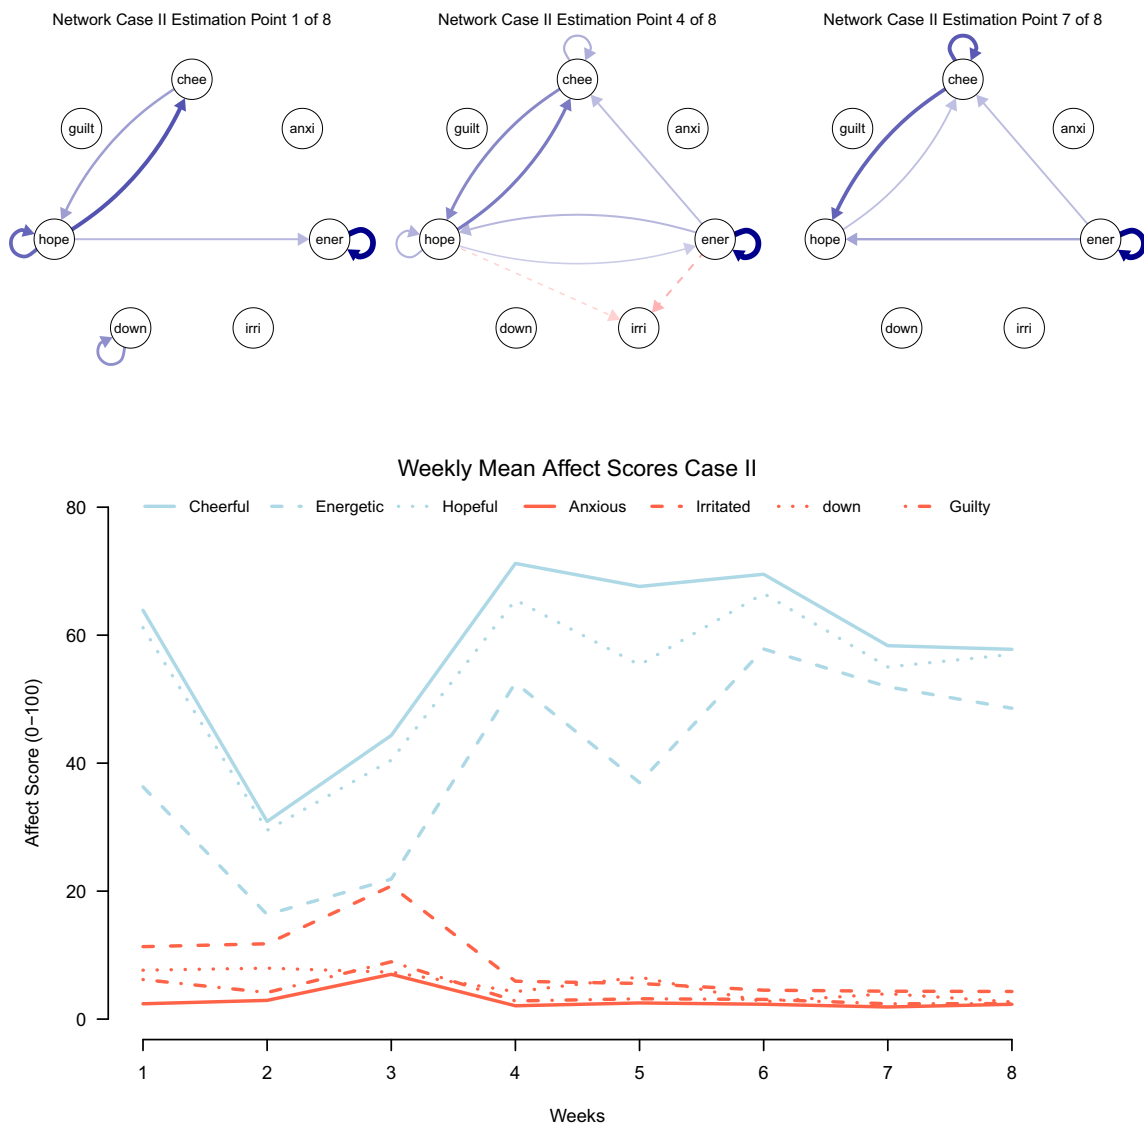 Network Case II Estimation Point 1 of 8
Network Case II Estimation Point 4 of 8
Network Case II Estimation Point 7 of 8
chee
guilt
anxi
hope
ener
down
irri
chee
guilt
anxi
hope
ener
down
irri
chee
guilt
anxi
hope
ener
down
irri
Weekly Mean Affect Scores Case II
Cheerful Energetic Hopeful Anxious Irritated down Guilty
Affect Score (0−100)
80
60
40
20
0
1 2 3 4 5 6 7 8
Weeks